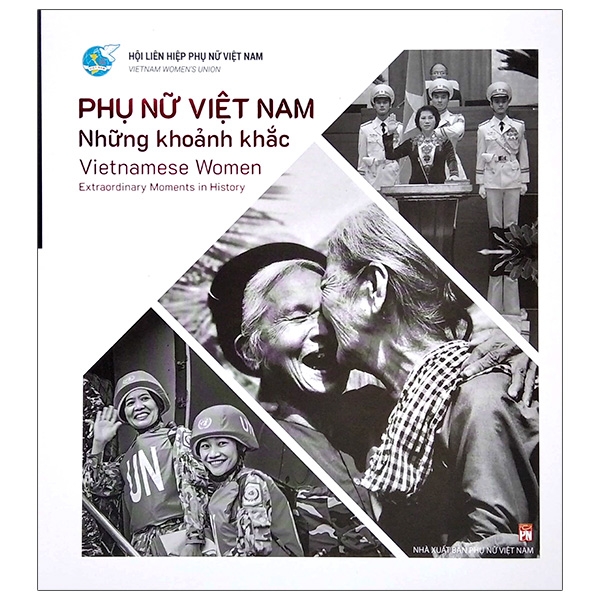 HỘI LIÊN HIỆP PHỤ NỮ VIỆT NAM
VIETNAM WOMEN'S UNION
PHỤ NỮ VIỆT NAM
Những khoảnh khắc
Vietnamese Women
Extraordinary Moments in History
UN
UN
PN
NHÀ XUẤT BẢN PHỤ NỮ VIỆT NAM